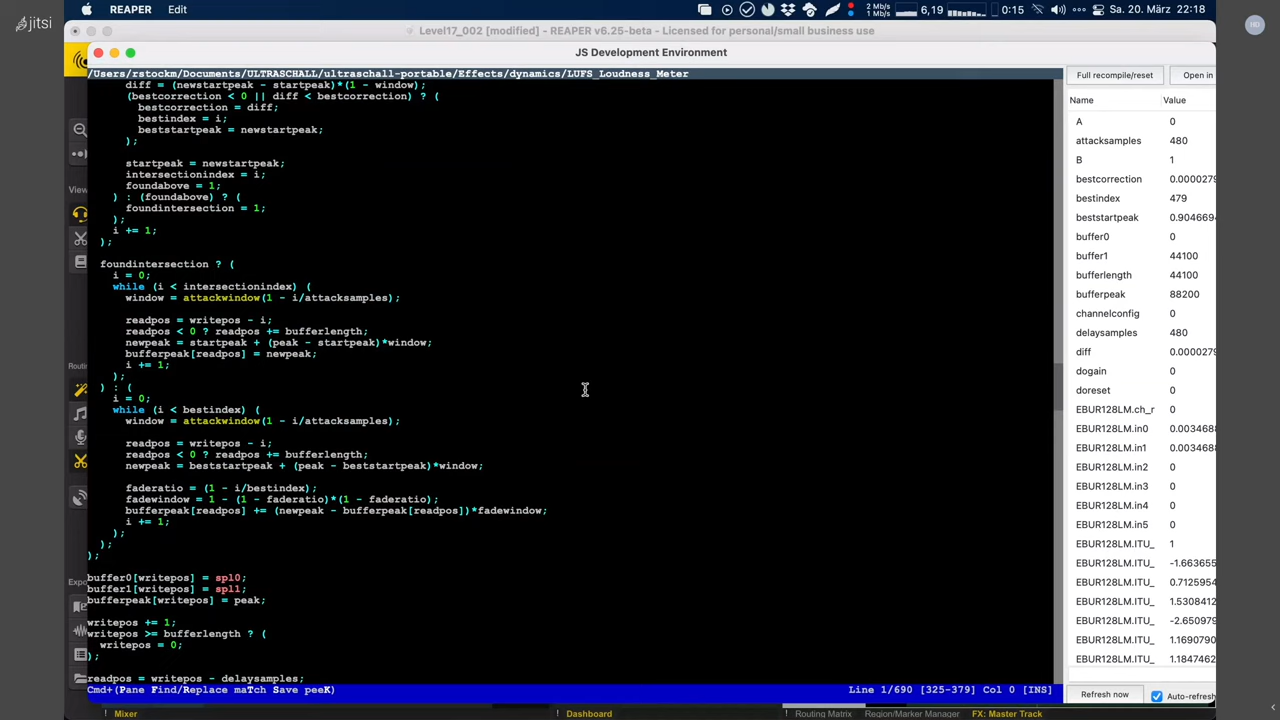 jitsi
REAPER Edit
2 Mb/s
1 Mb/s
6,19
0:15
Sa. 20. März 22:18
Level17_002 [modified] - REAPER v6.25-beta - Licensed for personal/small business use
HD
JS Development Environment
/Users/rstockm/Documents/ULTRASCHALL/ultraschall-portable/Effects/dynamics/LUFS_Loudness_Meter
Full recompile/reset
Open in
diff = (newstartpeak - startpeak)*(1 - window);
(bestcorrection < 0 || diff < bestcorrection) ? (
bestcorrection = diff;
bestindex = i;
beststartpeak = newstartpeak;
);
startpeak = newstartpeak;
intersectionindex = i;
foundabove = 1;
) : (foundabove) ? (
foundintersection = 1;
);
i += 1;
);
foundintersection ? (
i = 0;
while (i < intersectionindex) (
window = attackwindow(1 - i/attacksamples);
readpos = writepos - i;
readpos < 0 ? readpos += bufferlength;
newpeak = startpeak + (peak - startpeak)*window;
bufferpeak[readpos] = newpeak;
i += 1;
);
) : (
i = 0;
while (i < bestindex) (
window = attackwindow(1 - i/attacksamples);
readpos = writepos - i;
readpos < 0 ? readpos += bufferlength;
newpeak = beststartpeak + (peak - beststartpeak)*window;
faderatio = (1 - i/bestindex);
fadewindow = 1 - (1 - faderatio)*(1 - faderatio);
bufferpeak[readpos] += (newpeak - bufferpeak[readpos])*fadewindow;
i += 1;
);
);
);
buffer0[writepos] = spl0;
buffer1[writepos] = spl1;
bufferpeak[writepos] = peak;
writepos += 1;
writepos >= bufferlength ? (
writepos = 0;
);
readpos = writepos - delaysamples;
Cmd+(Pane Find/Replace maTch Save peeK)
Line 1/690 [325-379] Col 0 [INS]
Name Value
A 0
attacksamples 480
B 1
bestcorrection 0.0000279
bestindex 479
beststartpeak 0.9046694
buffer0 0
buffer1 44100
bufferlength 44100
bufferpeak 88200
channelconfig 0
delaysamples 480
diff 0.0000279
dogain 0
doreset 0
EBUR128LM.ch_r 0
EBUR128LM.in0 0.0034688
EBUR128LM.in1 0.0034688
EBUR128LM.in2 0
EBUR128LM.in3 0
EBUR128LM.in4 0
EBUR128LM.in5 0
EBUR128LM.ITU_ 1
EBUR128LM.ITU_ -1.663655
EBUR128LM.ITU_ 0.7125954
EBUR128LM.ITU_ 1.5308412
EBUR128LM.ITU_ -2.650979
EBUR128LM.ITU_ 1.1690790
EBUR128LM.ITU_ 1.1847462
Refresh now
Auto-refresh
View
Routi
Expo
! Mixer
! Dashboard
! Routing Matrix
Region/Marker Manager
FX: Master Track